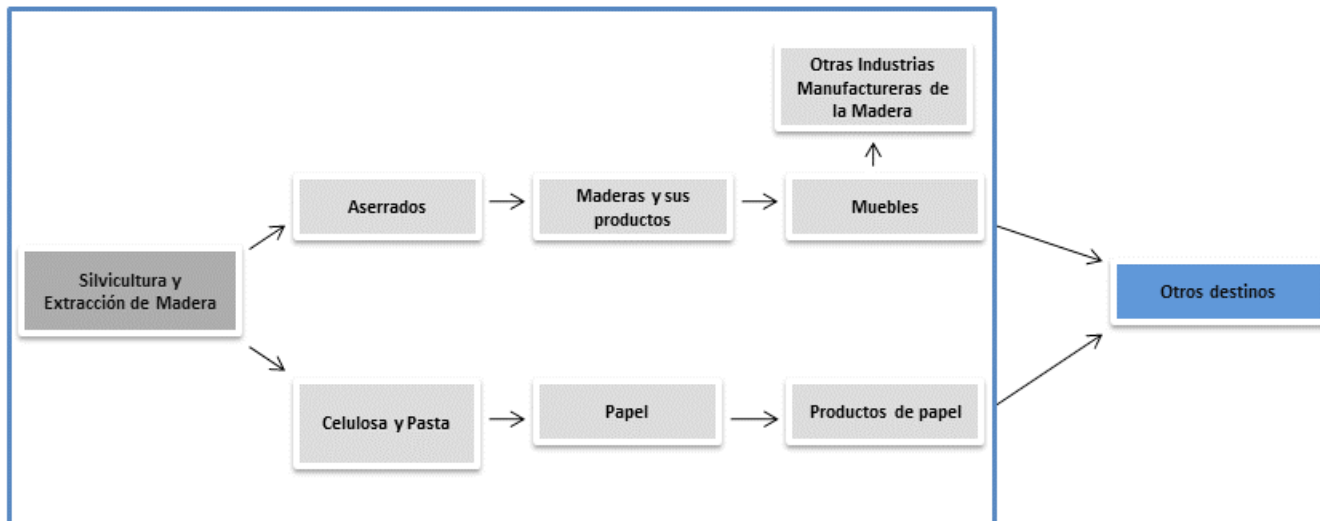 Otras Industrias
Manufactureras de
la Madera
Aserrados
Maderas y sus
productos
Muebles
Silvicultura y
Extracción de Madera
Otros destinos
Celulosa y Pasta
Papel
Productos de papel